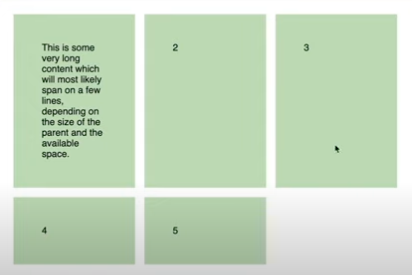 This is some
very long
content which
will most likely
span on a few
lines,
depending on
the size of the
parent and the
available
space.
2
3
4
5